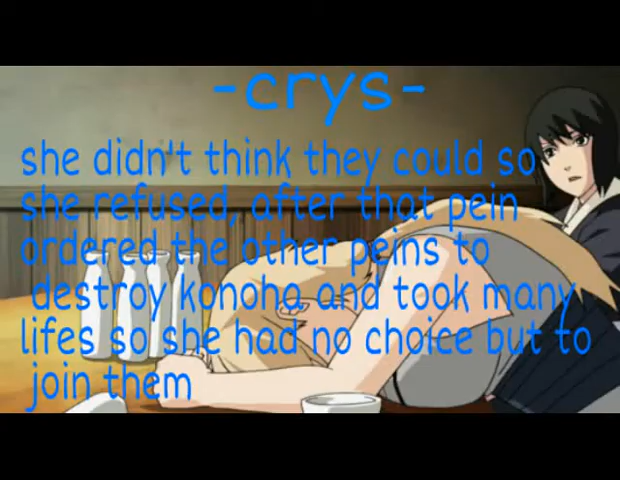 -crys-
she didn't think they could so
she refused, after that pein
ordered the other peins to
destroy konoha and took many
lifes so she had no choice but to
join them